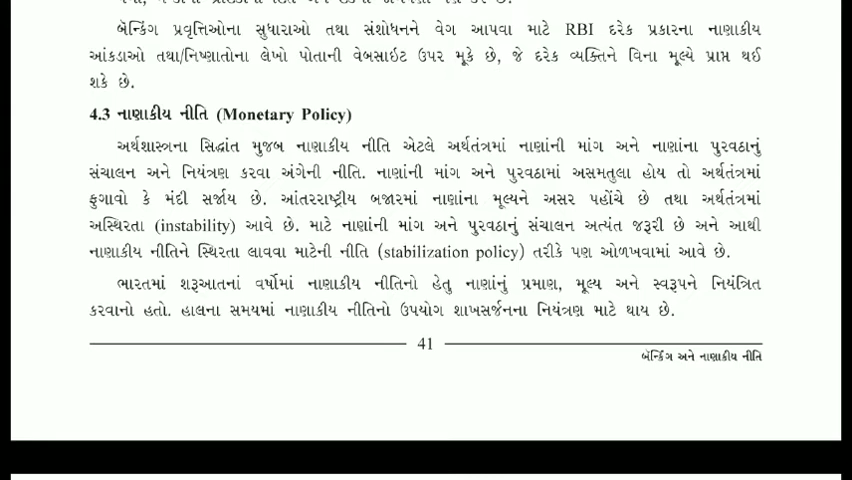 બૅન્કિંગ પ્રવૃત્તિઓના સુધારાઓ તથા સંશોધનને વેગ આપવા માટે RBI દરેક પ્રકારના નાણાકીય
આંકડાઓ તથા/નિષ્ણાતોના લેખો પોતાની વેબસાઇટ ઉપર મૂકે છે, જે દરેક વ્યક્તિને વિના મૂલ્યે પ્રાપ્ત થઈ
શકે છે.
4.3 નાણાકીય નીતિ (Monetary Policy)
અર્થશાસ્ત્રના સિદ્ધાંત મુજબ નાણાકીય નીતિ એટલે અર્થતંત્રમાં નાણાંની માંગ અને નાણાંના પુરવઠાનું
સંચાલન અને નિયંત્રણ કરવા અંગેની નીતિ. નાણાંની માંગ અને પુરવઠામાં અસમતુલા હોય તો અર્થતંત્રમાં
ફુગાવો કે મંદી સર્જાય છે. આંતરરાષ્ટ્રીય બજારમાં નાણાંના મૂલ્યને અસર પહોંચે છે તથા અર્થતંત્રમાં
અસ્થિરતા (instability) આવે છે. માટે નાણાંની માંગ અને પુરવઠાનું સંચાલન અત્યંત જરૂરી છે અને આથી
નાણાકીય નીતિને સ્થિરતા લાવવા માટેની નીતિ (stabilization policy) તરીકે પણ ઓળખવામાં આવે છે.
ભારતમાં શરૂઆતનાં વર્ષોમાં નાણાકીય નીતિનો હેતુ નાણાંનું પ્રમાણ, મૂલ્ય અને સ્વરૂપને નિયંત્રિત
કરવાનો હતો. હાલના સમયમાં નાણાકીય નીતિનો ઉપયોગ શાખસર્જનના નિયંત્રણ માટે થાય છે.
41
બૅન્કિંગ અને નાણાકીય નીતિ